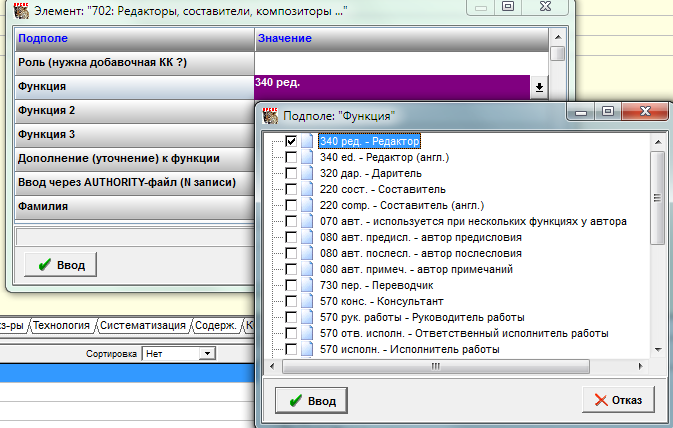 Элемент: "702: Редакторы, составители, композиторы ..."
Подполе Значение
Роль (нужна добавочная КК ?)
Функция 340 ред.
Функция 2
Функция 3
Дополнение (уточнение) к функции
Ввод через AUTHORITY-файл (N записи)
Фамилия
Ввод
Подполе: "Функция"
340 ред. - Редактор
340 ed. - Редактор (англ.)
320 дар. - Даритель
220 сост. - Составитель
220 comp. - Составитель (англ.)
070 авт. - используется при нескольких функциях у автора
080 авт. предисл. - автор предисловия
080 авт. послесл. - автор послесловия
080 авт. примеч. - автор примечаний
730 пер. - Переводчик
570 конс. - Консультант
570 рук. работы - Руководитель работы
570 отв. исполн. - Ответственный исполнитель работы
570 исполн. - Исполнитель работы
Ввод Отказ
кз-ры Технология Систематизация Содерж. К
Сортировка Нет